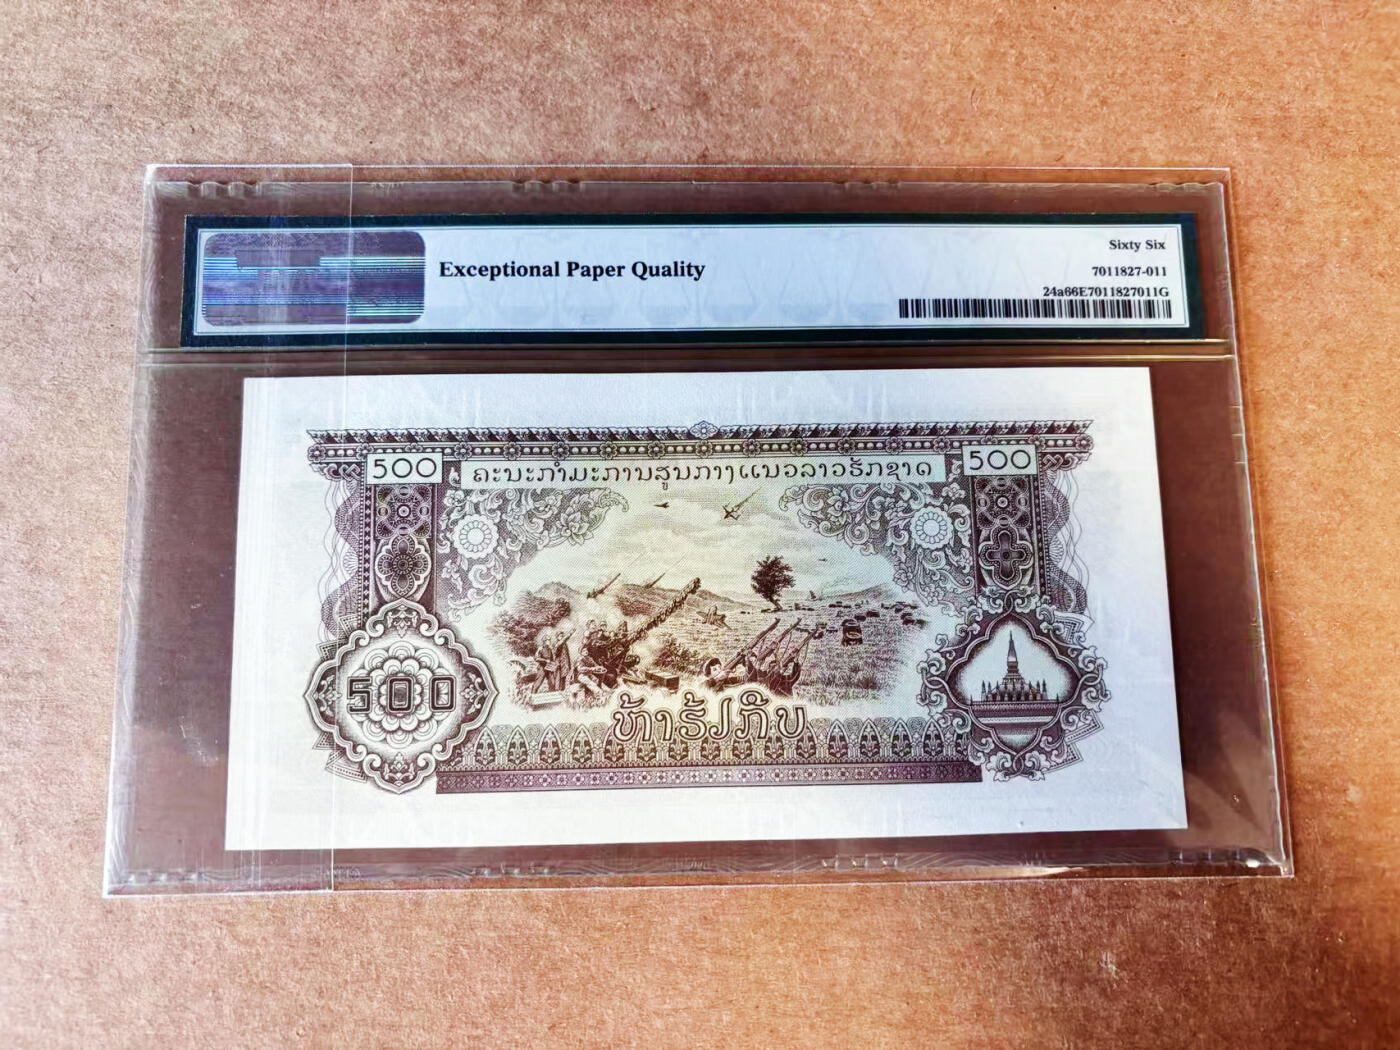 Exceptional Paper Quality
Sixty Six
7011827-011
24a66E7011827011G
500 ຄະນະກຳມະການສູນກາງແນວລາວຮັກຊາດ 500
500
ຫ້າຮ້ຽກີບ